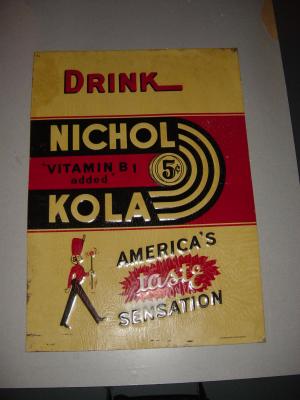 DRINK
NICHOL
"VITAMIN B1
added"
5¢
KOLA
AMERICA'S
taste
SENSATION